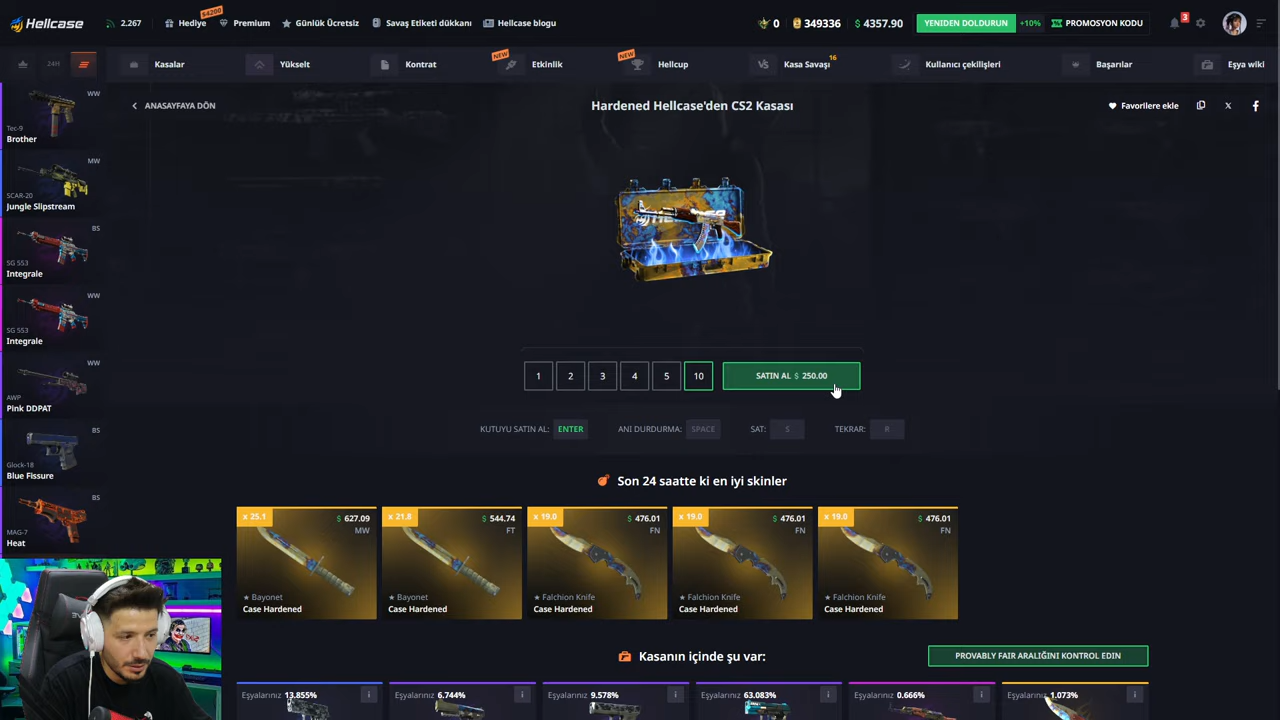 Hellcase
2.267
Hediye
$4200
Premium
Günlük Ücretsiz
Savaş Etiketi dükkanı
Hellcase blogu
0
349336
$ 4357.90
YENİDEN DOLDURUN
+10%
PROMOSYON KODU
3
24H
Kasalar
Yükselt
Kontrat
NEW
Etkinlik
NEW
Hellcup
VS
Kasa Savaşı
16
Kullanıcı çekilişleri
Başarılar
Eşya wiki
ANASAYFAYA DÖN
Hardened Hellcase'den CS2 Kasası
Favorilere ekle
WW
Tec-9
Brother
MW
SCAR-20
Jungle Slipstream
BS
SG 553
Integrale
WW
SG 553
Integrale
WW
AWP
Pink DDPAT
BS
Glock-18
Blue Fissure
BS
MAG-7
Heat
1
2
3
4
5
10
SATIN AL $ 250.00
KUTUYU SATIN AL:
ENTER
ANI DURDURMA:
SPACE
SAT:
S
TEKRAR:
R
Son 24 saatte ki en iyi skinler
x 25.1
$ 627.09
MW
★ Bayonet
Case Hardened
x 21.8
$ 544.74
FT
★ Bayonet
Case Hardened
x 19.0
$ 476.01
FN
★ Falchion Knife
Case Hardened
x 19.0
$ 476.01
FN
★ Falchion Knife
Case Hardened
x 19.0
$ 476.01
FN
★ Falchion Knife
Case Hardened
Kasanın içinde şu var:
PROVABLY FAIR ARALIĞINI KONTROL EDIN
Eşyalarınız 13.855%
Eşyalarınız 6.744%
Eşyalarınız 9.578%
Eşyalarınız 63.083%
Eşyalarınız 0.666%
Eşyalarınız 1.073%